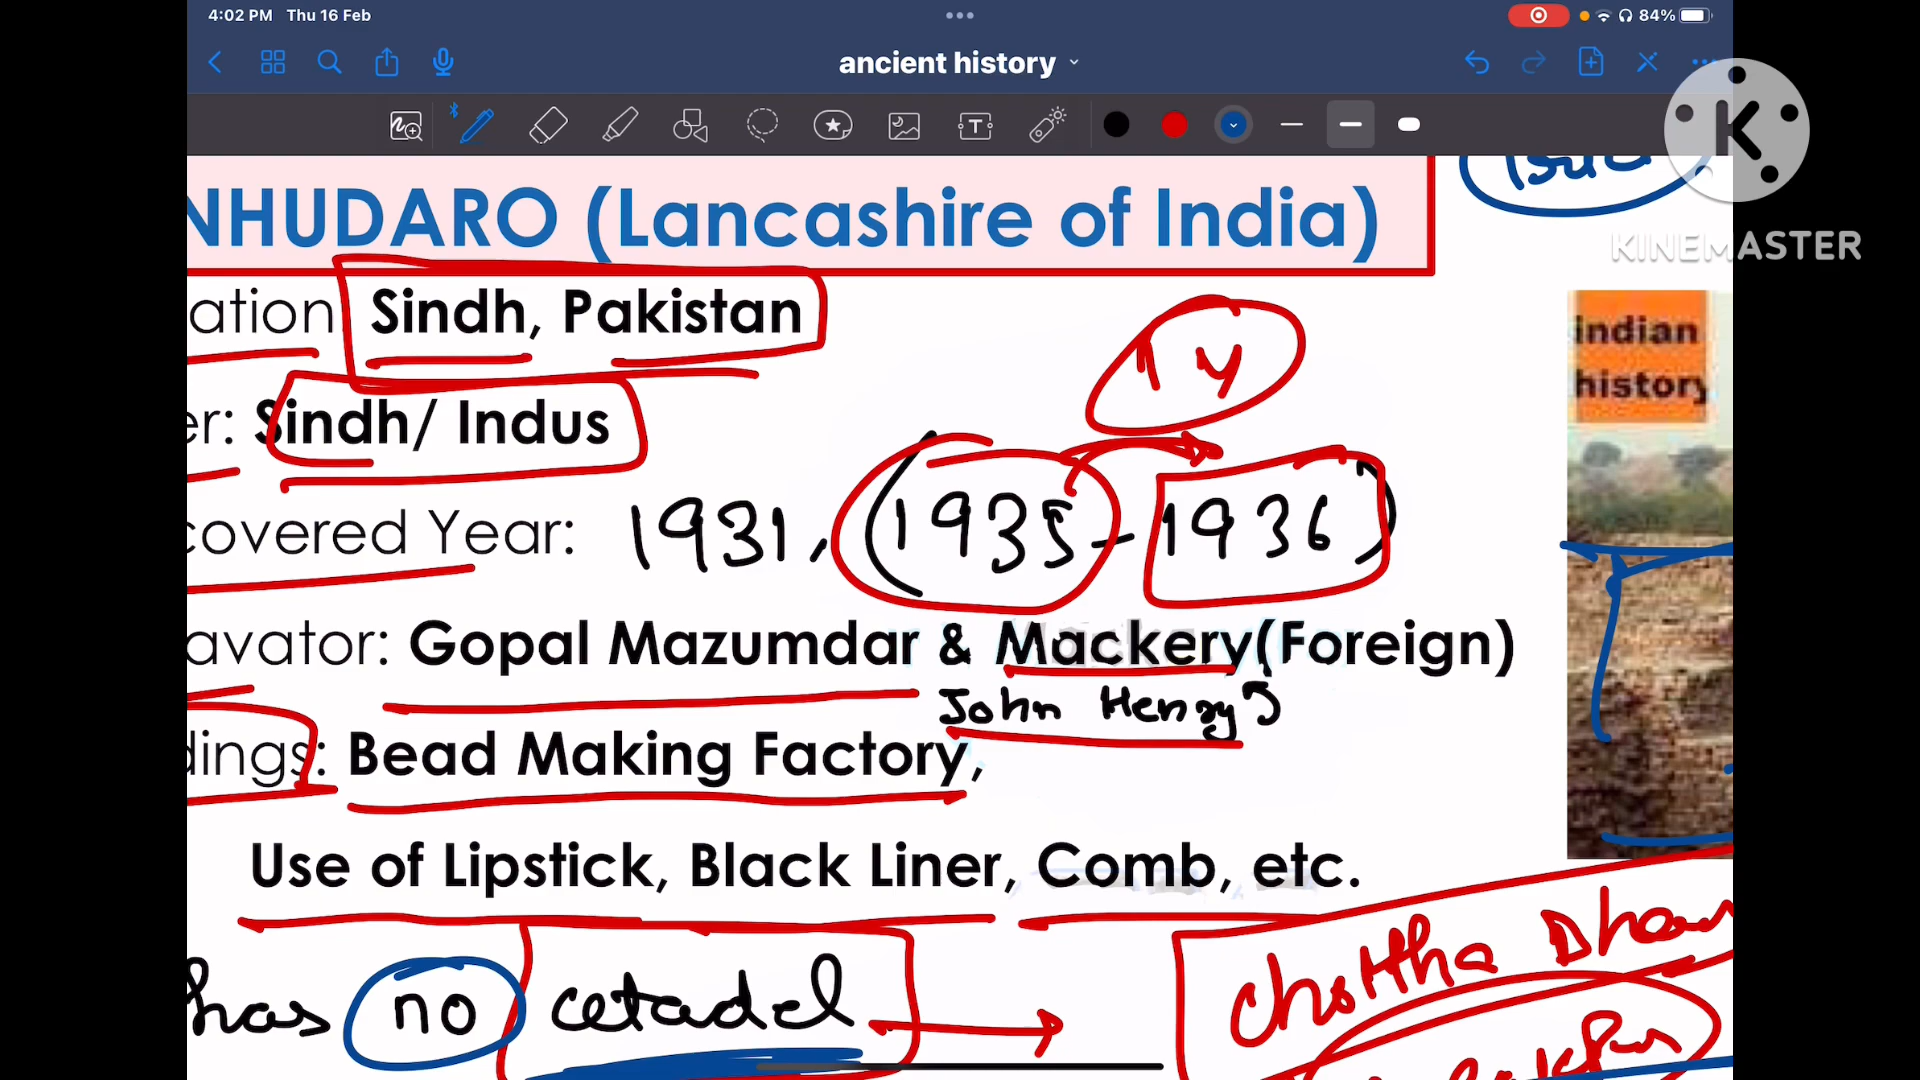 4:02 PM Thu 16 Feb
84%
ancient history
NHUDARO (Lancashire of India)
KINEMASTER
ation: Sindh, Pakistan
1 y
indian
history
er: Sindh/ Indus
covered Year: 1931, (1935-1936)
avator: Gopal Mazumdar & Mackery(Foreign)
John Henry
dings: Bead Making Factory,
Use of Lipstick, Black Liner, Comb, etc.
has no cetadel →